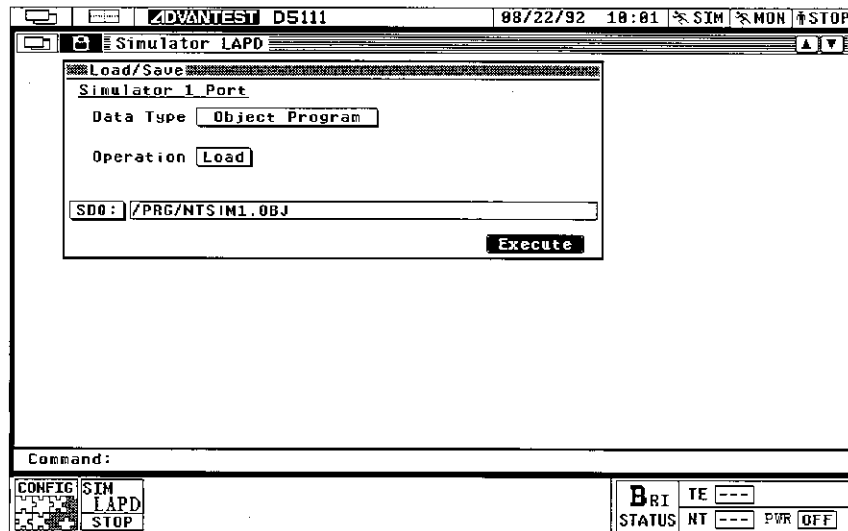 ADVANTEST D5111 08/22/92 10:01 SIM MON STOP
Simulator LAPD
Load/Save
Simulator 1 Port
Data Type Object Program
Operation Load
SD0: /PRG/NTSIM1.OBJ
Execute
Command:
CONFIG SIM LAPD STOP
BRI STATUS TE --- NT --- PWR OFF